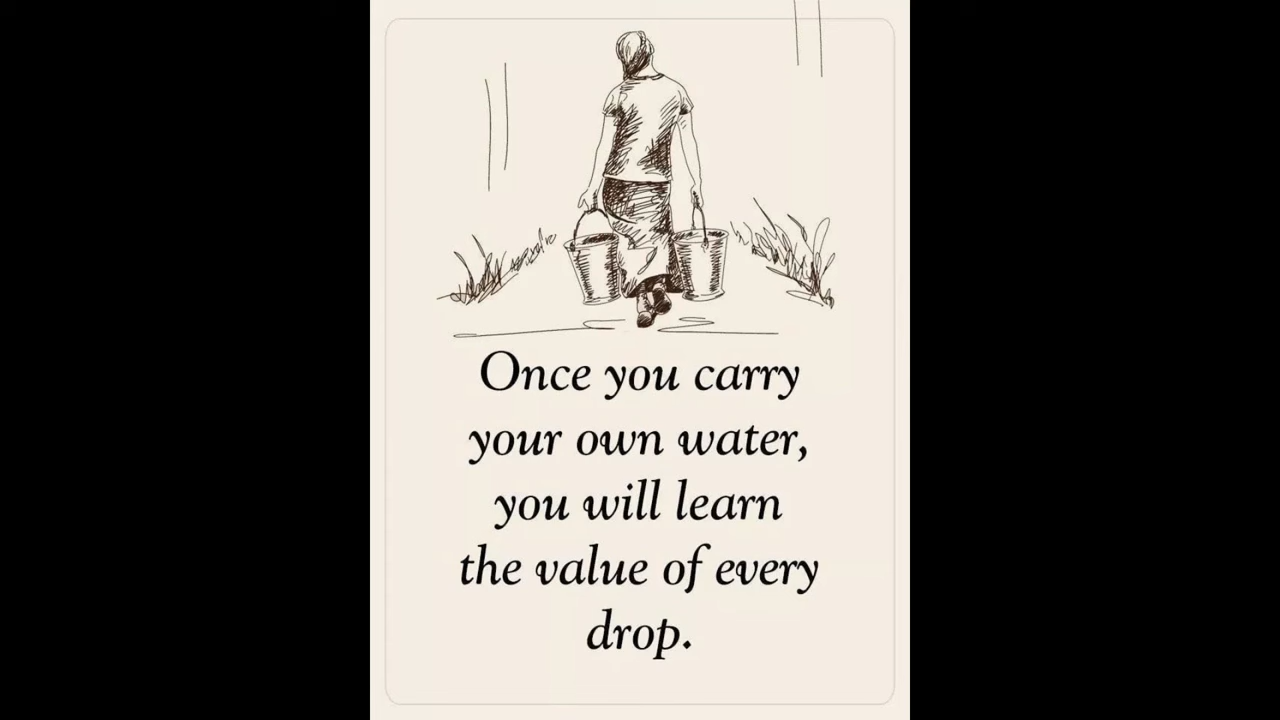 Once you carry
your own water,
you will learn
the value of every
drop.